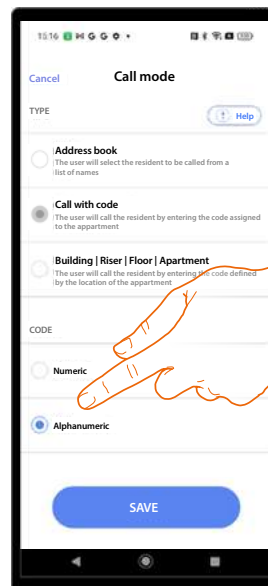 15:16
Cancel
Call mode
TYPE
Help
Address book
The user will select the resident to be called from a
list of names
Call with code
The user will call the resident by entering the code assigned
to the appartment
Building | Riser | Floor | Apartment
The user will call the resident by entering the code defined
by the location of the appartment
CODE
Numeric
Alphanumeric
SAVE